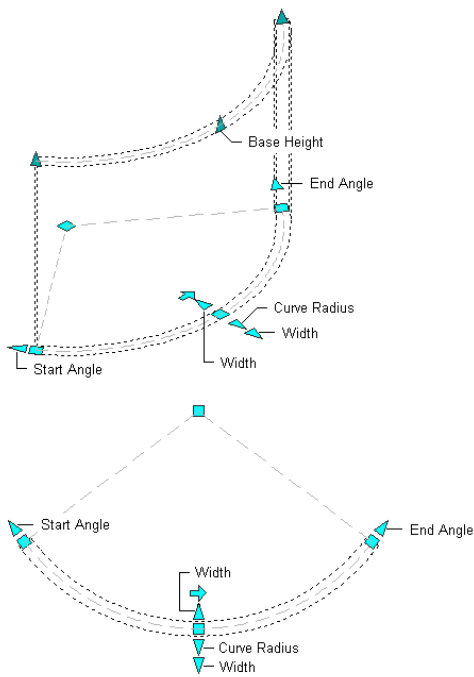 Base Height
End Angle
Curve Radius
Width
Width
Start Angle
Start Angle
End Angle
Width
Curve Radius
Width